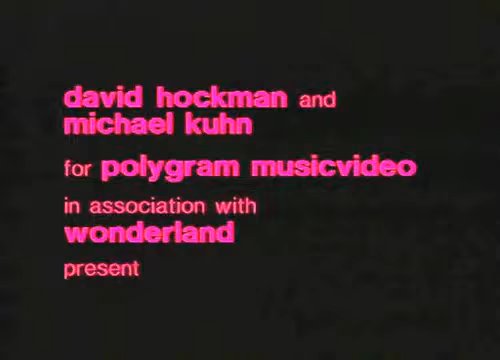 david hockman and
michael kuhn
for polygram musicvideo
in association with
wonderland
present